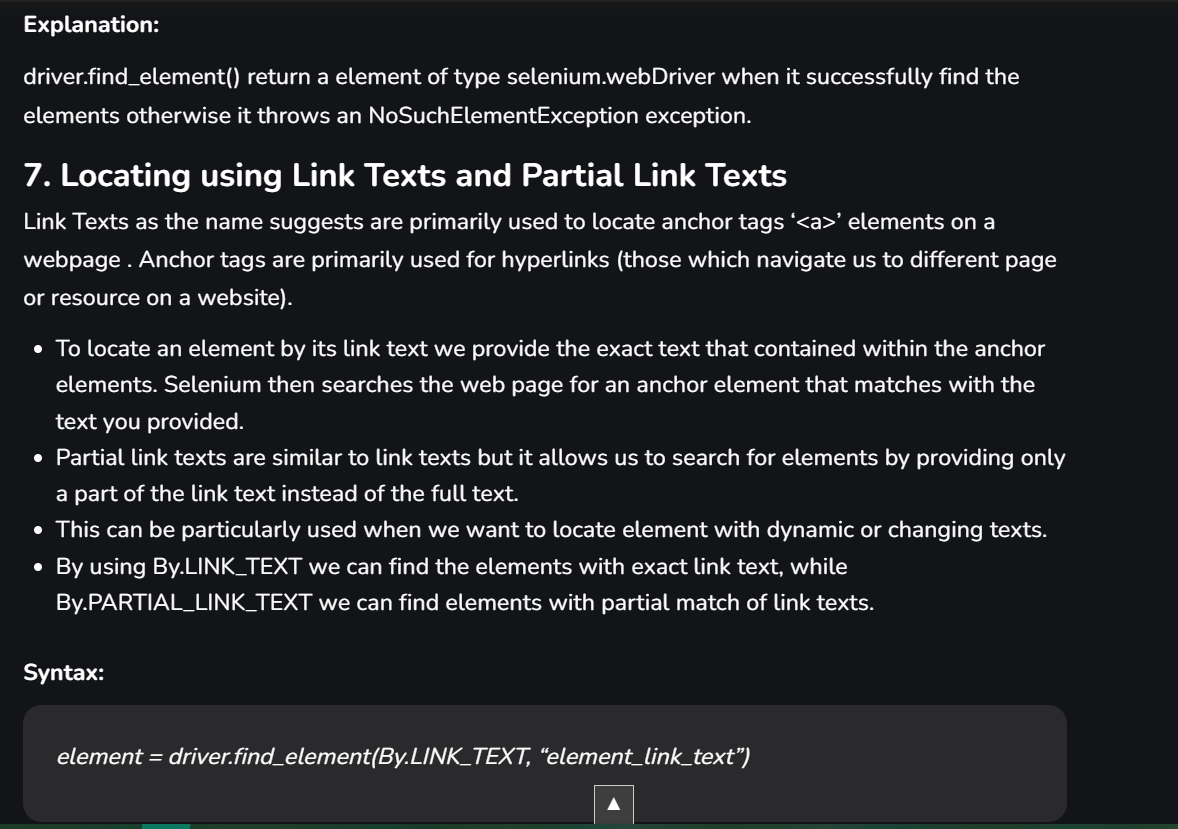 Explanation:
driver.find_element() return a element of type selenium.webDriver when it successfully find the
elements otherwise it throws an NoSuchElementException exception.
7. Locating using Link Texts and Partial Link Texts
Link Texts as the name suggests are primarily used to locate anchor tags ‘<a>’ elements on a
webpage . Anchor tags are primarily used for hyperlinks (those which navigate us to different page
or resource on a website).
• To locate an element by its link text we provide the exact text that contained within the anchor
elements. Selenium then searches the web page for an anchor element that matches with the
text you provided.
• Partial link texts are similar to link texts but it allows us to search for elements by providing only
a part of the link text instead of the full text.
• This can be particularly used when we want to locate element with dynamic or changing texts.
• By using By.LINK_TEXT we can find the elements with exact link text, while
By.PARTIAL_LINK_TEXT we can find elements with partial match of link texts.
Syntax:
element = driver.find_element(By.LINK_TEXT, “element_link_text”)